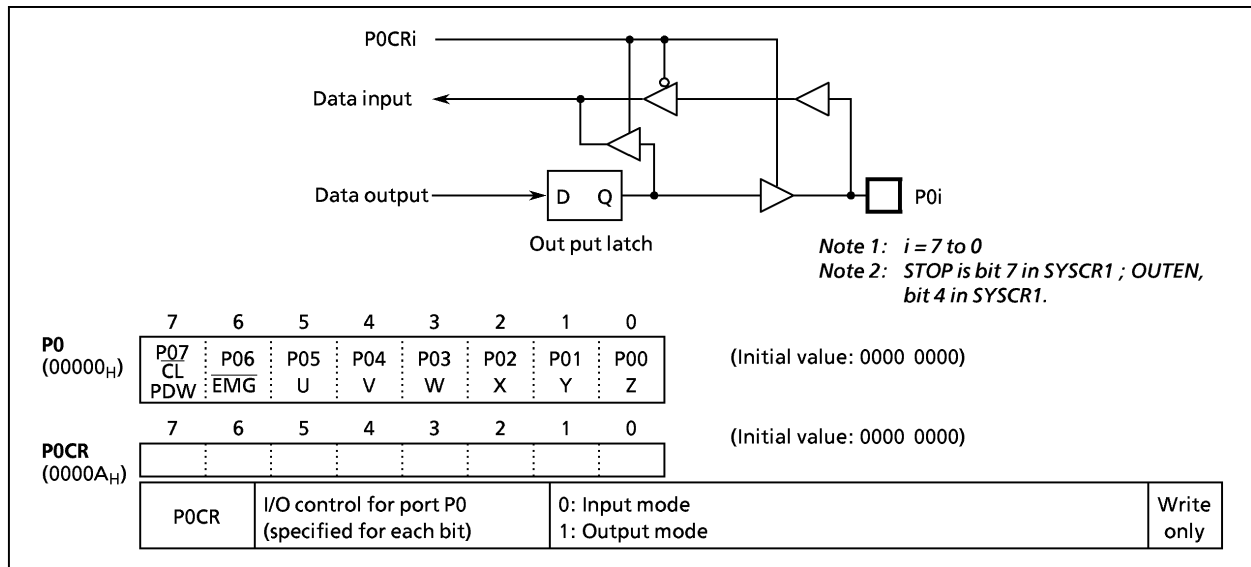 P0CRi
Data input
Data output
D Q
P0i
Out put latch
Note 1: i = 7 to 0
Note 2: STOP is bit 7 in SYSCR1 ; OUTEN,
bit 4 in SYSCR1.
7 6 5 4 3 2 1 0
P0
(00000H)
P07
CL
PDW
P06
EMG
P05
U
P04
V
P03
W
P02
X
P01
Y
P00
Z
(Initial value: 0000 0000)
7 6 5 4 3 2 1 0
P0CR
(0000AH)
(Initial value: 0000 0000)
P0CR
I/O control for port P0
(specified for each bit)
0: Input mode
1: Output mode
Write
only